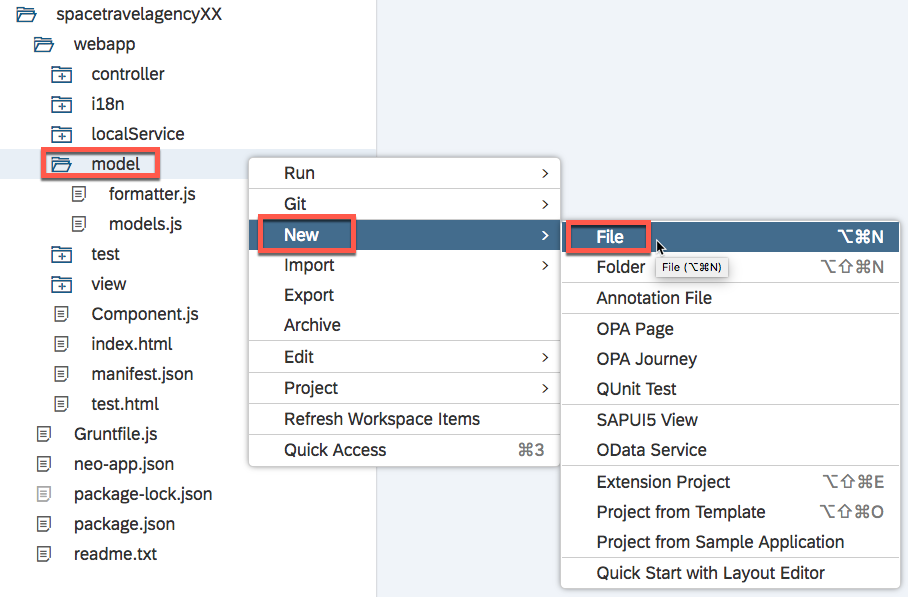 spacetravelagencyXX
webapp
controller
i18n
localService
model
formatter.js
models.js
test
view
Component.js
index.html
manifest.json
test.html
Gruntfile.js
neo-app.json
package-lock.json
package.json
readme.txt
Run
Git
New
Import
Export
Archive
Edit
Project
Refresh Workspace Items
Quick Access ⌘3
File ⌥⌘N
Folder ⌥⇧⌘N
File (⌥⌘N)
Annotation File
OPA Page
OPA Journey
QUnit Test
SAPUI5 View
OData Service
Extension Project ⌥⇧⌘E
Project from Template ⌥⇧⌘O
Project from Sample Application
Quick Start with Layout Editor